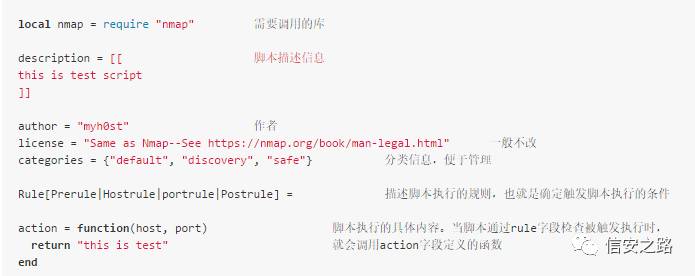 local nmap = require "nmap" 需要调用的库
description = [[ 脚本描述信息
this is test script
]]
author = "myh0st" 作者
license = "Same as Nmap--See https://nmap.org/book/man-legal.html" 一般不改
categories = {"default", "discovery", "safe"} 分类信息，便于管理
Rule[Prerule|Hostrule|portrule|Postrule] = 描述脚本执行的规则，也就是确定触发脚本执行的条件
action = function(host, port) 脚本执行的具体内容。当脚本通过rule字段检查被触发执行时，
return "this is test" 就会调用action字段定义的函数
end
信安之路